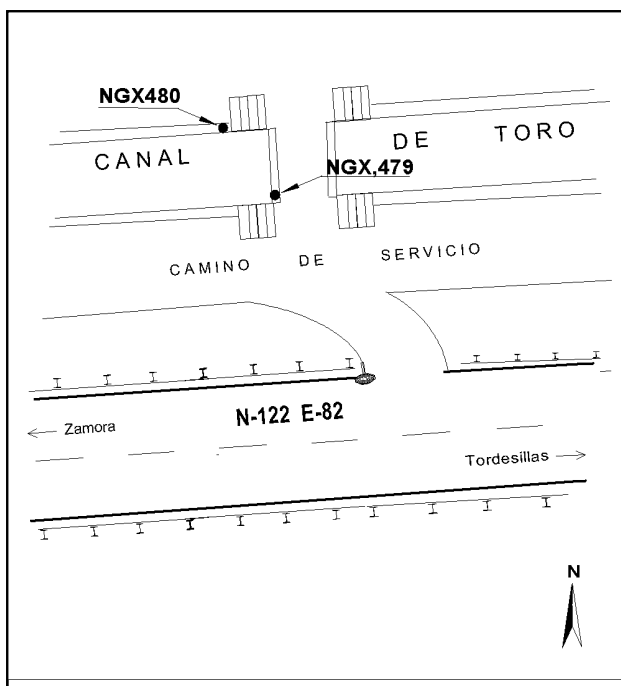 NGX480
CANAL DE TORO
NGX,479
CAMINO DE SERVICIO
N-122 E-82
Zamora
Tordesillas
N